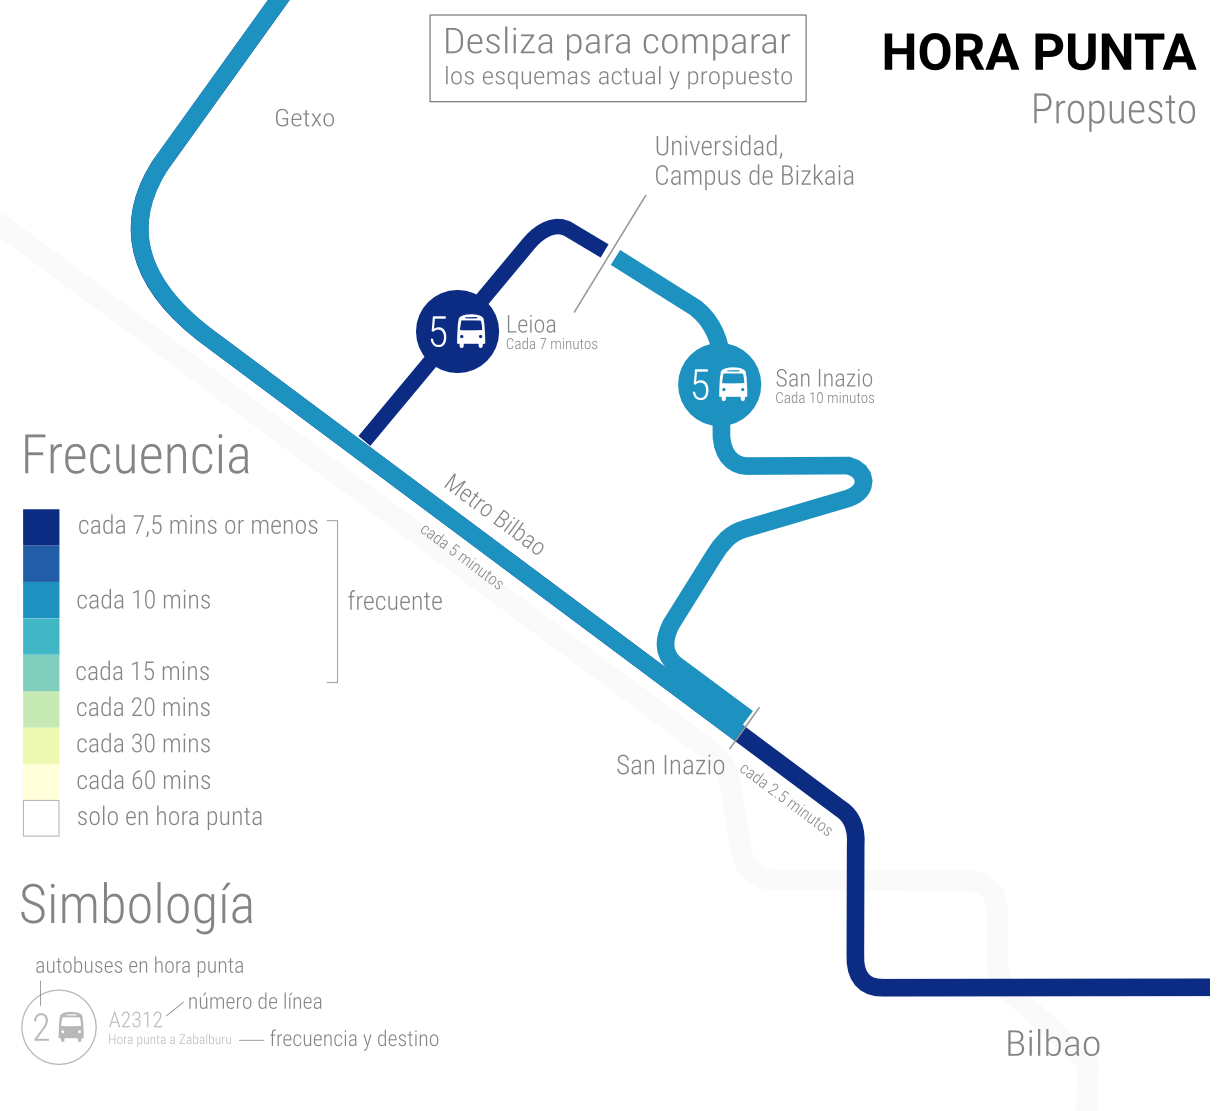 Desliza para comparar
los esquemas actual y propuesto
HORA PUNTA
Propuesto
Getxo
Universidad,
Campus de Bizkaia
5
Leioa
Cada 7 minutos
5
San Inazio
Cada 10 minutos
Metro Bilbao
cada 5 minutos
San Inazio
cada 2.5 minutos
Bilbao
Frecuencia
cada 7,5 mins or menos
cada 10 mins
frecuente
cada 15 mins
cada 20 mins
cada 30 mins
cada 60 mins
solo en hora punta
Simbología
autobuses en hora punta
número de línea
2
A2312
Hora punta a Zabalburu
frecuencia y destino